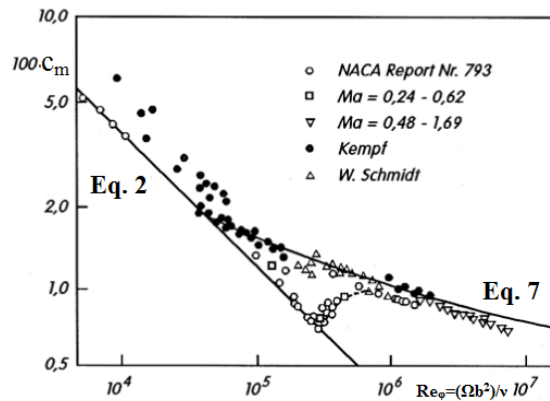 10,0
100·Cm
5,0
2,0
1,0
0,5
Eq. 2
Eq. 7
NACA Report Nr. 793
Ma = 0,24 - 0,62
Ma = 0,48 - 1,69
Kempf
W. Schmidt
10⁴
10⁵
10⁶
10⁷
Reφ=(Ωb²)/ν